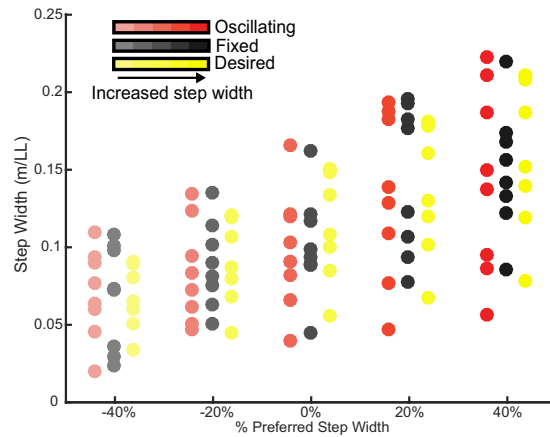 Oscillating
Fixed
Desired
Increased step width
0.25
0.2
0.15
0.1
0.05
0
Step Width (m/LL)
-40% -20% 0% 20% 40%
% Preferred Step Width